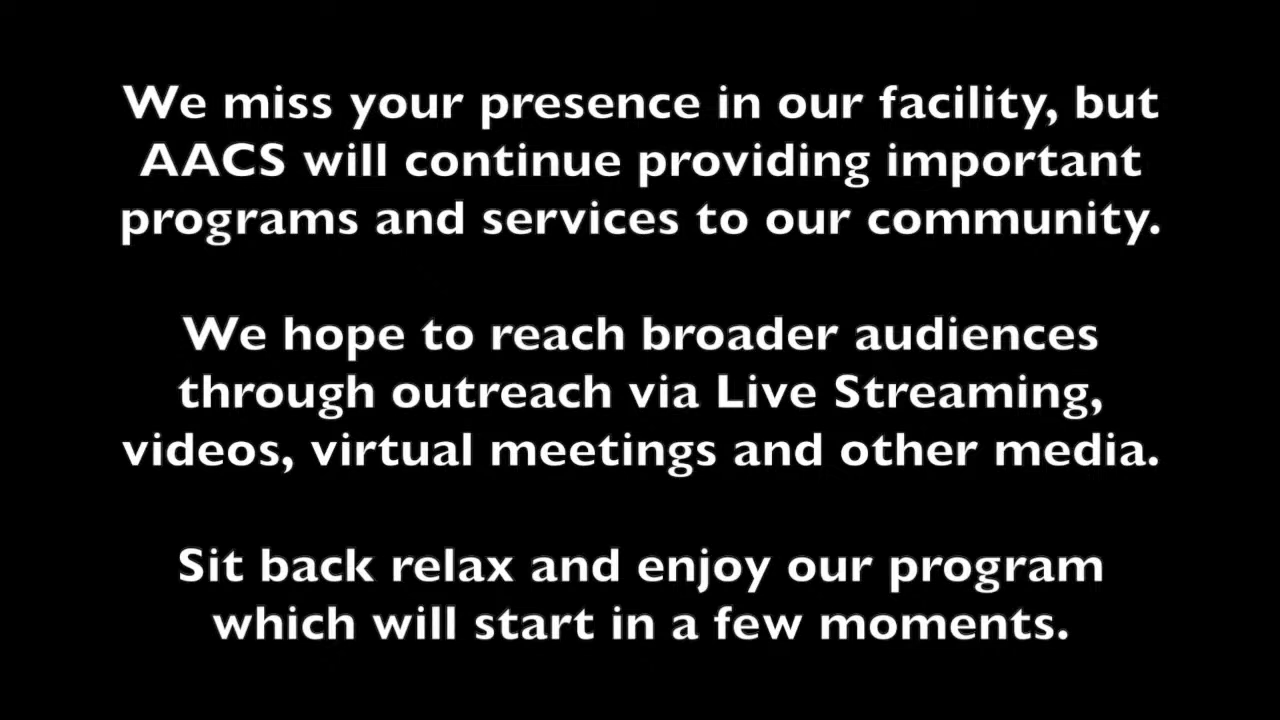 We miss your presence in our facility, but
AACS will continue providing important
programs and services to our community.
We hope to reach broader audiences
through outreach via Live Streaming,
videos, virtual meetings and other media.
Sit back relax and enjoy our program
which will start in a few moments.